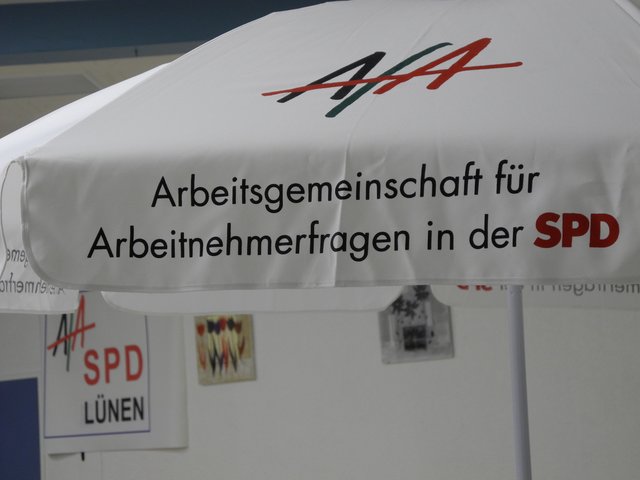 AfA
Arbeitsgemeinschaft für
Arbeitnehmerfragen in der SPD
AfA
SPD
LÜNEN